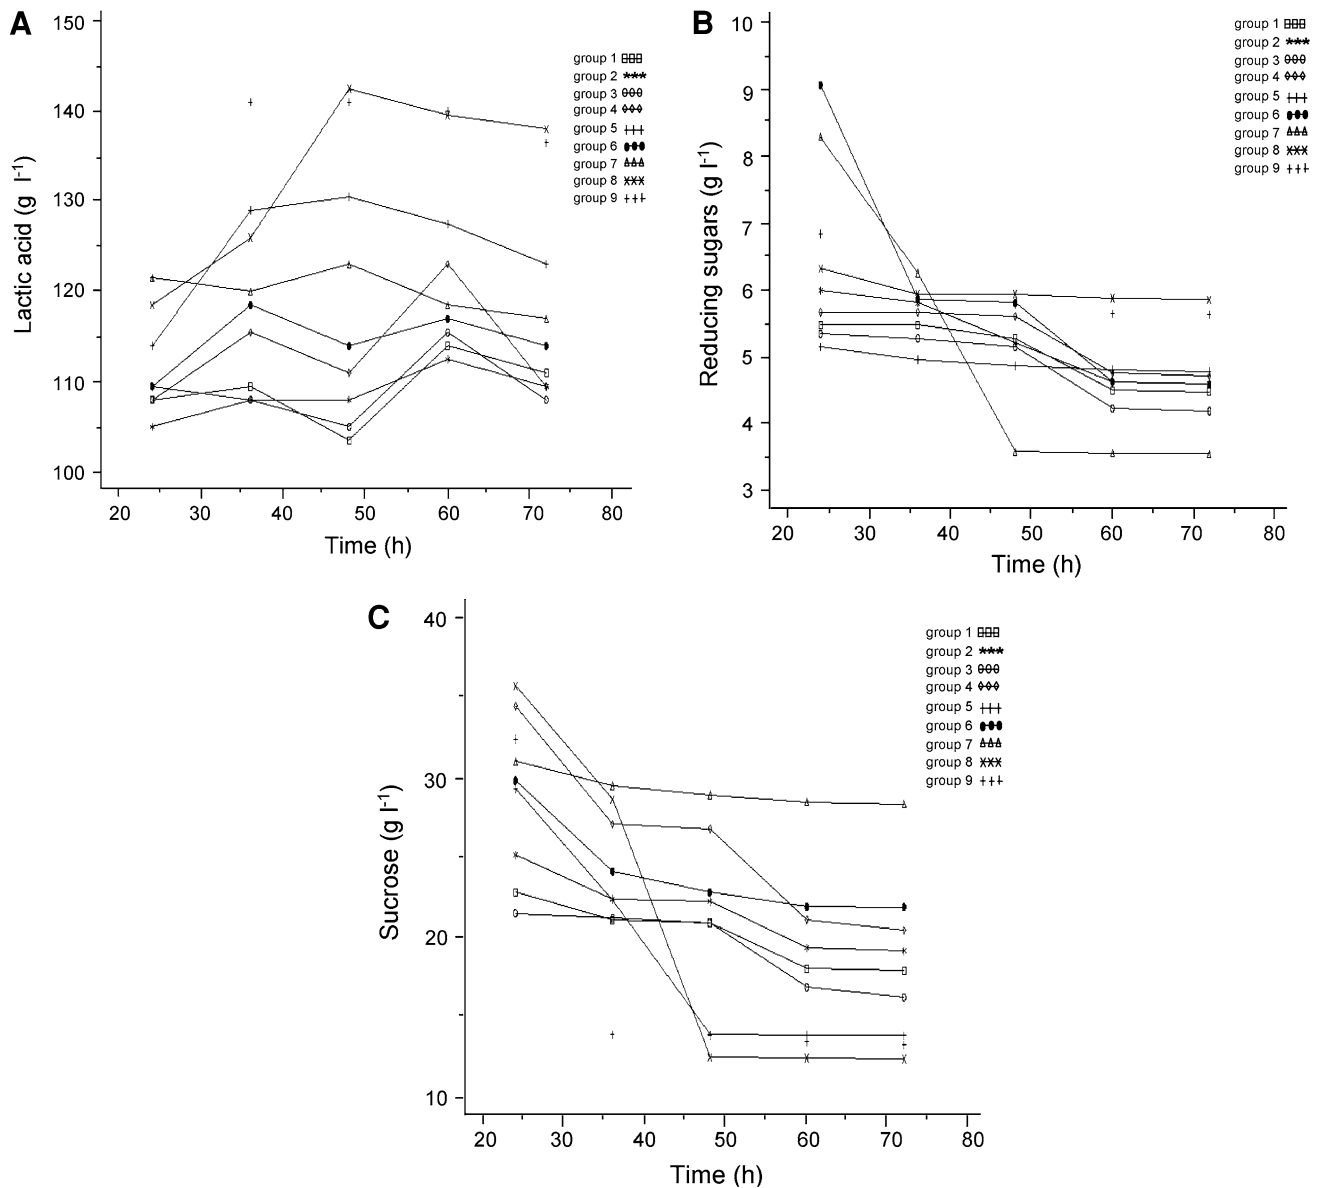 A
150
140
130
120
110
100
Lactic acid (g l-1)
20 30 40 50 60 70 80
Time (h)
group 1
group 2
group 3
group 4
group 5
group 6
group 7
group 8
group 9
B
10
9
8
7
6
5
4
3
Reducing sugars (g l-1)
20 30 40 50 60 70 80
Time (h)
group 1
group 2
group 3
group 4
group 5
group 6
group 7
group 8
group 9
C
40
30
20
10
Sucrose (g l-1)
20 30 40 50 60 70 80
Time (h)
group 1
group 2
group 3
group 4
group 5
group 6
group 7
group 8
group 9